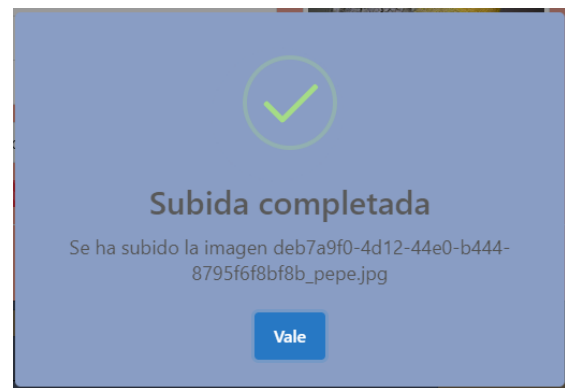 Subida completada
Se ha subido la imagen deb7a9f0-4d12-44e0-b444-
8795f6f8bf8b_pepe.jpg
Vale